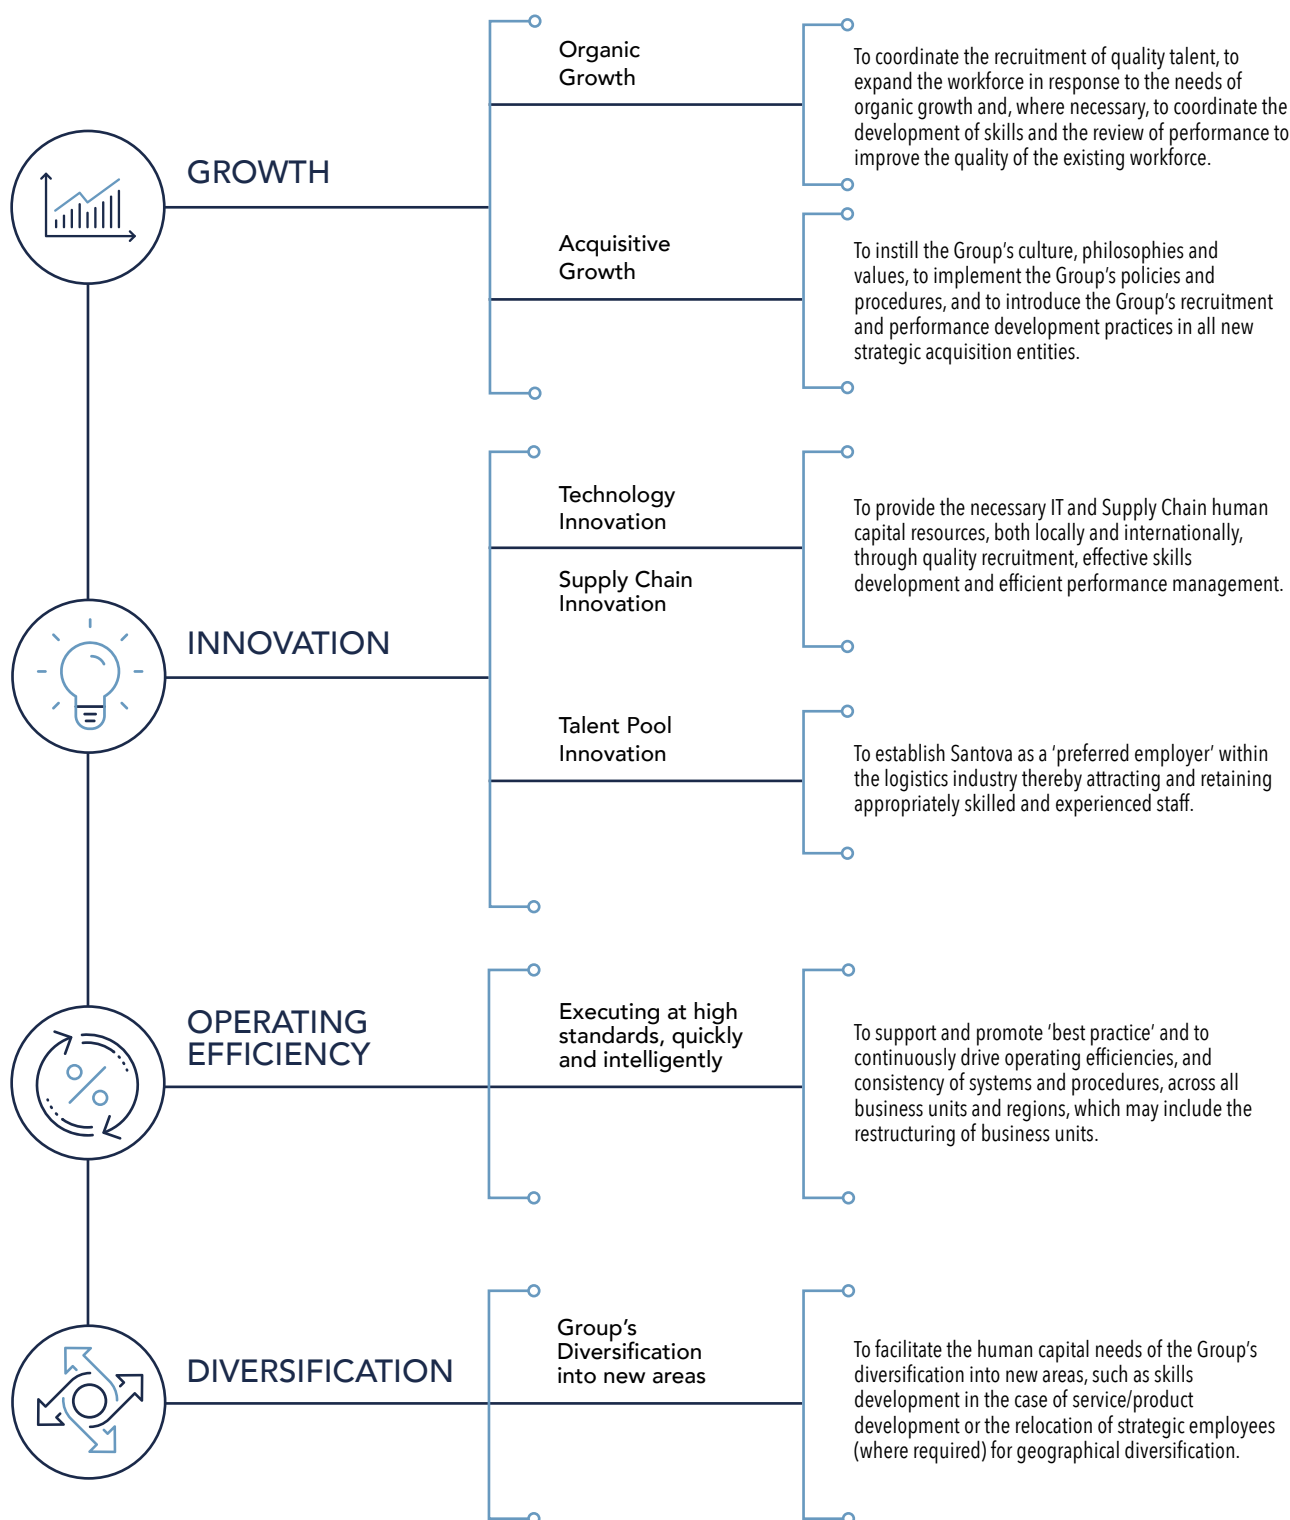 GROWTH
Organic
Growth
To coordinate the recruitment of quality talent, to
expand the workforce in response to the needs of
organic growth and, where necessary, to coordinate the
development of skills and the review of performance to
improve the quality of the existing workforce.
Acquisitive
Growth
To instill the Group’s culture, philosophies and
values, to implement the Group’s policies and
procedures, and to introduce the Group’s recruitment
and performance development practices in all new
strategic acquisition entities.
INNOVATION
Technology
Innovation
Supply Chain
Innovation
To provide the necessary IT and Supply Chain human
capital resources, both locally and internationally,
through quality recruitment, effective skills
development and efficient performance management.
Talent Pool
Innovation
To establish Santova as a ‘preferred employer’ within
the logistics industry thereby attracting and retaining
appropriately skilled and experienced staff.
OPERATING
EFFICIENCY
Executing at high
standards, quickly
and intelligently
To support and promote ‘best practice’ and to
continuously drive operating efficiencies, and
consistency of systems and procedures, across all
business units and regions, which may include the
restructuring of business units.
DIVERSIFICATION
Group’s
Diversification
into new areas
To facilitate the human capital needs of the Group’s
diversification into new areas, such as skills
development in the case of service/product
development or the relocation of strategic employees
(where required) for geographical diversification.